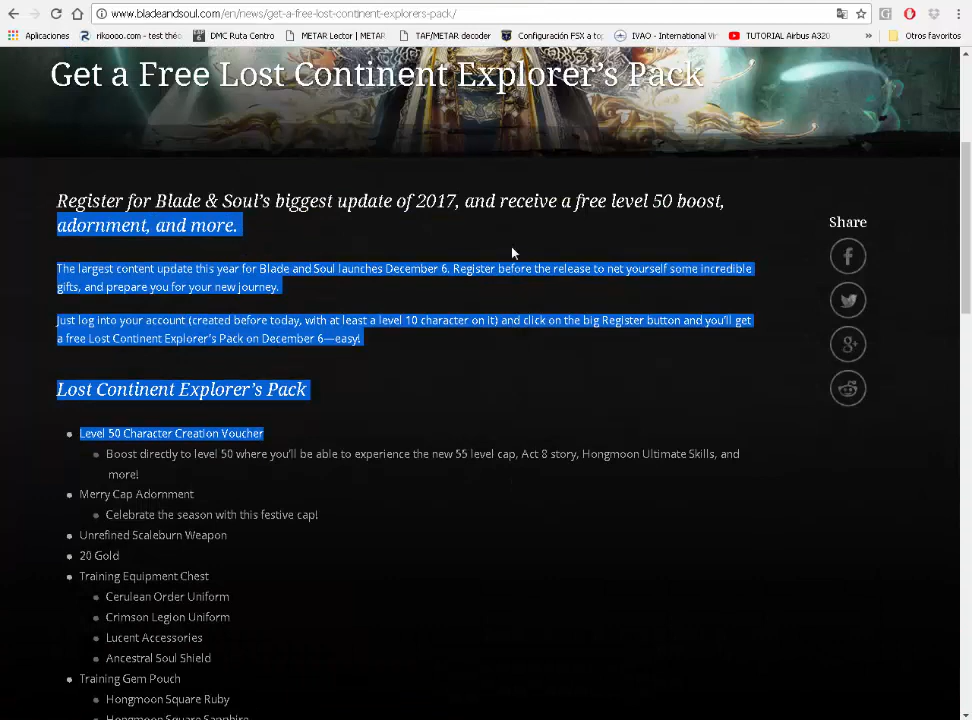 www.bladeandsoul.com/en/news/get-a-free-lost-continent-explorers-pack/
Aplicaciones
rikoooo.com - test théo
DMC Ruta Centro
METAR Lector | METAR
TAF/METAR decoder
Configuración FSX a to
IVAO - International Vi
TUTORIAL Airbus A320
»
Otros favoritos
Get a Free Lost Continent Explorer's Pack
Register for Blade & Soul's biggest update of 2017, and receive a free level 50 boost,
adornment, and more.
Share
The largest content update this year for Blade and Soul launches December 6. Register before the release to net yourself some incredible
gifts, and prepare you for your new journey.
Just log into your account (created before today, with at least a level 10 character on it) and click on the big Register button and you'll get
a free Lost Continent Explorer's Pack on December 6—easy!
Lost Continent Explorer's Pack
Level 50 Character Creation Voucher
Boost directly to level 50 where you'll be able to experience the new 55 level cap, Act 8 story, Hongmoon Ultimate Skills, and
more!
Merry Cap Adornment
Celebrate the season with this festive cap!
Unrefined Scaleburn Weapon
20 Gold
Training Equipment Chest
Cerulean Order Uniform
Crimson Legion Uniform
Lucent Accessories
Ancestral Soul Shield
Training Gem Pouch
Hongmoon Square Ruby
Hongmoon Square Sapphire